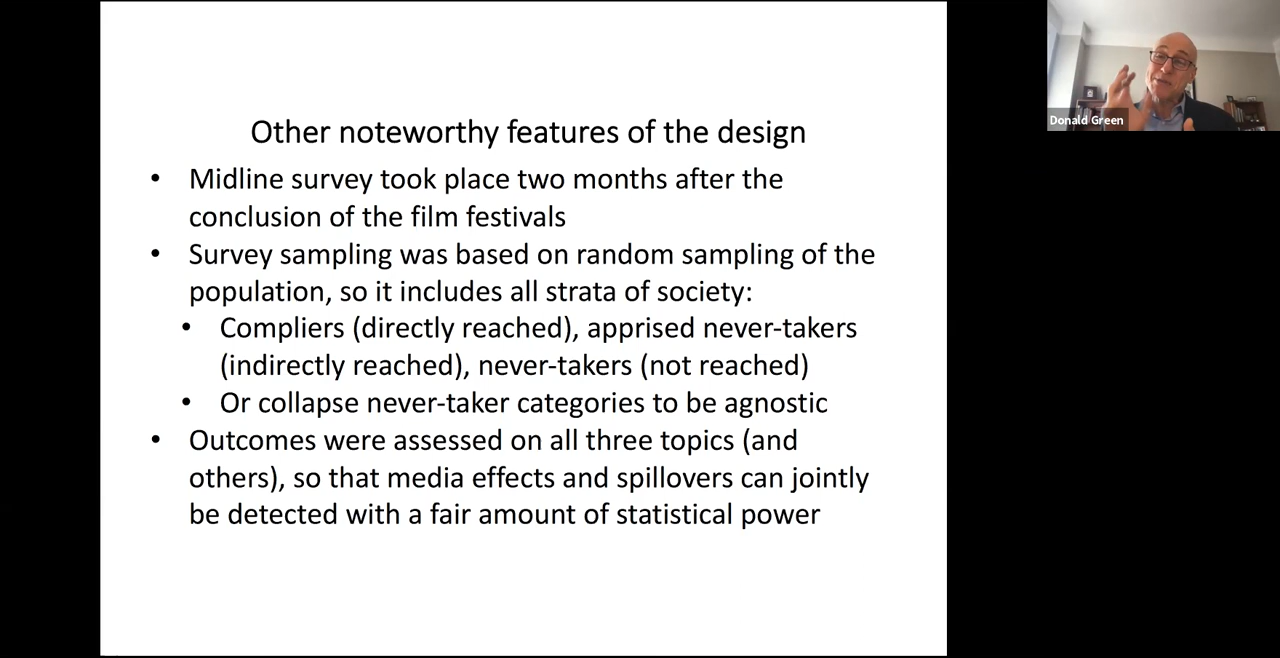 Other noteworthy features of the design
• Midline survey took place two months after the
conclusion of the film festivals
• Survey sampling was based on random sampling of the
population, so it includes all strata of society:
• Compliers (directly reached), apprised never-takers
(indirectly reached), never-takers (not reached)
• Or collapse never-taker categories to be agnostic
• Outcomes were assessed on all three topics (and
others), so that media effects and spillovers can jointly
be detected with a fair amount of statistical power
Donald Green